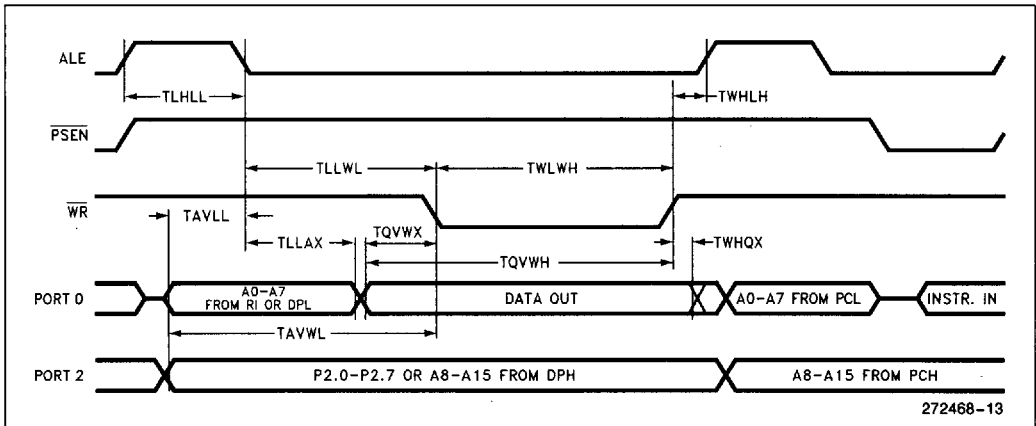 ALE
TLHLL
TWHLH
PSEN
TLLWL
TWLWH
WR
TAVLL
TLLAX
TQVWX
TWHQX
TQVWH
PORT 0
A0-A7
FROM RI OR DPL
DATA OUT
A0-A7 FROM PCL
INSTR. IN
TAVWL
PORT 2
P2.0-P2.7 OR A8-A15 FROM DPH
A8-A15 FROM PCH
272468-13